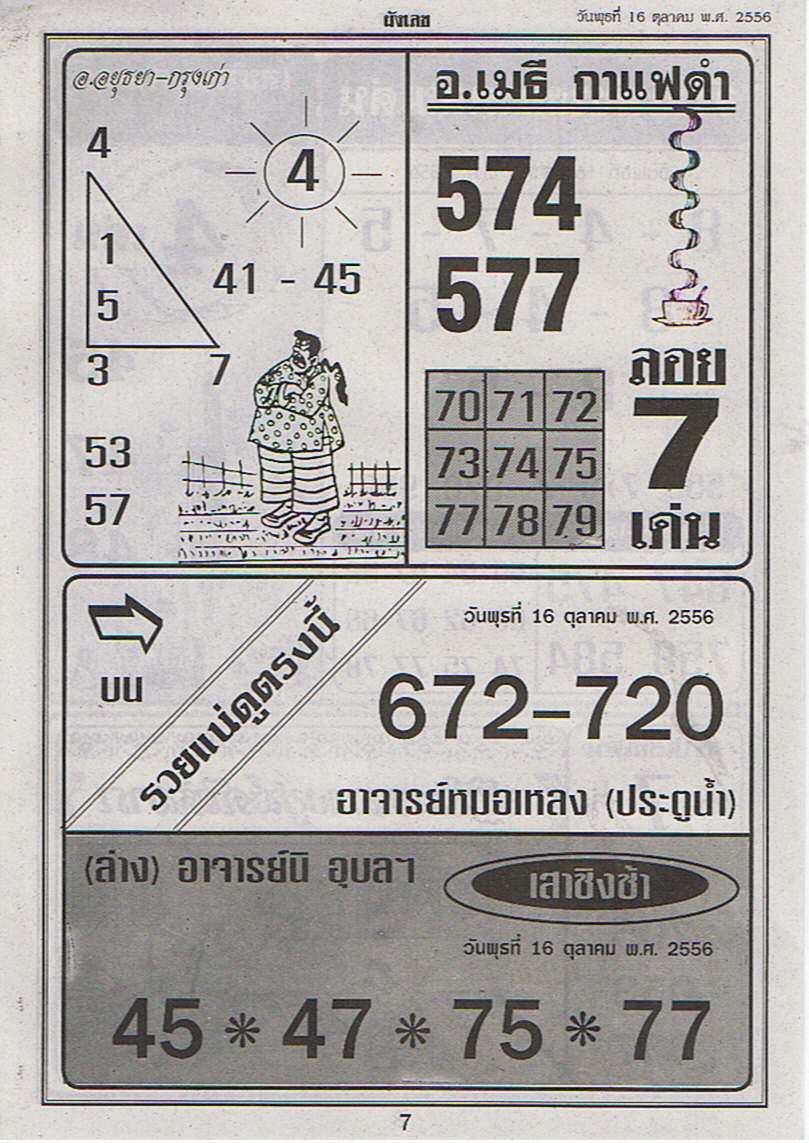 ผังเลข
วันพุธที่ 16 ตุลาคม พ.ศ. 2556
อ.อยุธยา-กรุงเก่า
4
4
1
5
3 7
41 - 45
53
57
อ.เมธี กาแฟดำ
574
577
70 71 72
73 74 75
77 78 79
ลอย
7
เด่น
บน
รวยแน่ดูตรงนี้
วันพุธที่ 16 ตุลาคม พ.ศ. 2556
672-720
อาจารย์หมอเหลง (ประตูน้ำ)
(ล่าง) อาจารย์นิ อุบลฯ
เสาชิงช้า
วันพุธที่ 16 ตุลาคม พ.ศ. 2556
45 * 47 * 75 * 77
7